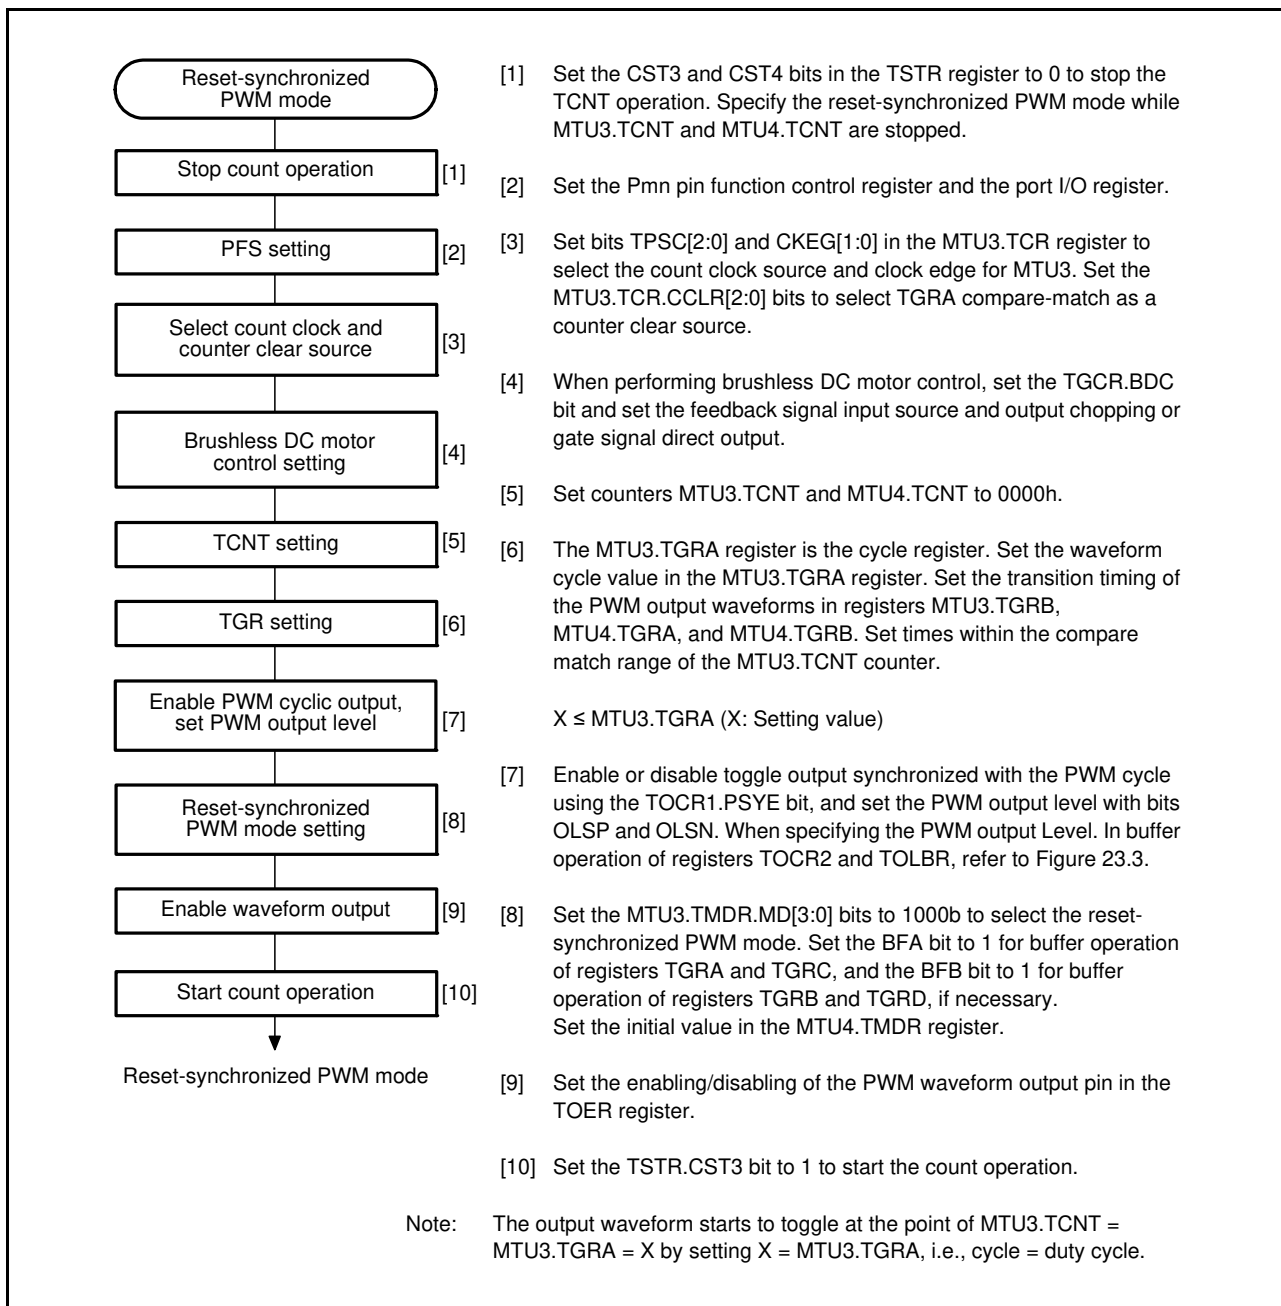 Reset-synchronized
PWM mode
Stop count operation
[1]
PFS setting
[2]
Select count clock and
counter clear source
[3]
Brushless DC motor
control setting
[4]
TCNT setting
[5]
TGR setting
[6]
Enable PWM cyclic output,
set PWM output level
[7]
Reset-synchronized
PWM mode setting
[8]
Enable waveform output
[9]
Start count operation
[10]
Reset-synchronized PWM mode
[1] Set the CST3 and CST4 bits in the TSTR register to 0 to stop the
TCNT operation. Specify the reset-synchronized PWM mode while
MTU3.TCNT and MTU4.TCNT are stopped.
[2] Set the Pmn pin function control register and the port I/O register.
[3] Set bits TPSC[2:0] and CKEG[1:0] in the MTU3.TCR register to
select the count clock source and clock edge for MTU3. Set the
MTU3.TCR.CCLR[2:0] bits to select TGRA compare-match as a
counter clear source.
[4] When performing brushless DC motor control, set the TGCR.BDC
bit and set the feedback signal input source and output chopping or
gate signal direct output.
[5] Set counters MTU3.TCNT and MTU4.TCNT to 0000h.
[6] The MTU3.TGRA register is the cycle register. Set the waveform
cycle value in the MTU3.TGRA register. Set the transition timing of
the PWM output waveforms in registers MTU3.TGRB,
MTU4.TGRA, and MTU4.TGRB. Set times within the compare
match range of the MTU3.TCNT counter.
X ≤ MTU3.TGRA (X: Setting value)
[7] Enable or disable toggle output synchronized with the PWM cycle
using the TOCR1.PSYE bit, and set the PWM output level with bits
OLSP and OLSN. When specifying the PWM output Level. In buffer
operation of registers TOCR2 and TOLBR, refer to Figure 23.3.
[8] Set the MTU3.TMDR.MD[3:0] bits to 1000b to select the reset-
synchronized PWM mode. Set the BFA bit to 1 for buffer operation
of registers TGRA and TGRC, and the BFB bit to 1 for buffer
operation of registers TGRB and TGRD, if necessary.
Set the initial value in the MTU4.TMDR register.
[9] Set the enabling/disabling of the PWM waveform output pin in the
TOER register.
[10] Set the TSTR.CST3 bit to 1 to start the count operation.
Note: The output waveform starts to toggle at the point of MTU3.TCNT =
MTU3.TGRA = X by setting X = MTU3.TGRA, i.e., cycle = duty cycle.